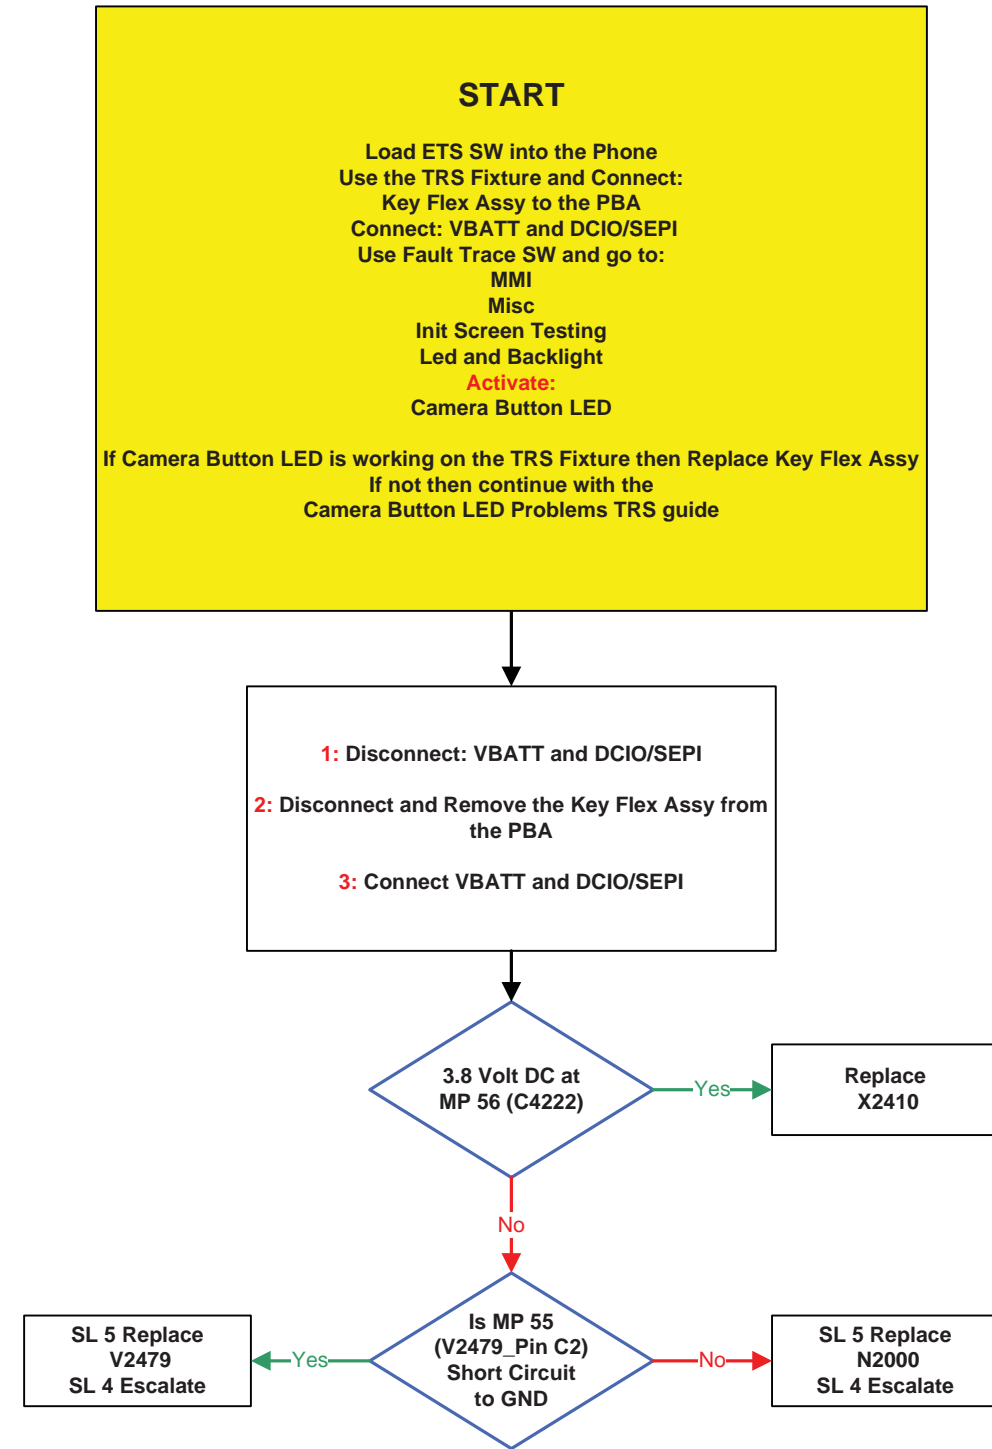 START
Load ETS SW into the Phone
Use the TRS Fixture and Connect:
Key Flex Assy to the PBA
Connect: VBATT and DCIO/SEPI
Use Fault Trace SW and go to:
MMI
Misc
Init Screen Testing
Led and Backlight
Activate:
Camera Button LED
If Camera Button LED is working on the TRS Fixture then Replace Key Flex Assy
If not then continue with the
Camera Button LED Problems TRS guide
1: Disconnect: VBATT and DCIO/SEPI
2: Disconnect and Remove the Key Flex Assy from
the PBA
3: Connect VBATT and DCIO/SEPI
3.8 Volt DC at
MP 56 (C4222)
Yes
Replace
X2410
No
Is MP 55
(V2479_Pin C2)
Short Circuit
to GND
Yes
SL 5 Replace
V2479
SL 4 Escalate
No
SL 5 Replace
N2000
SL 4 Escalate